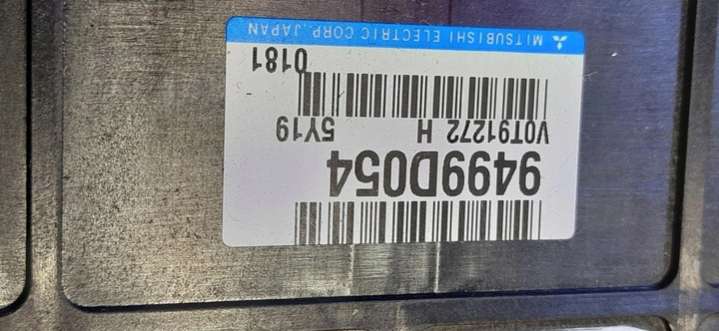 9499D054
V0T91272 H 5Y19
0181
MITSUBISHI ELECTRIC CORP. JAPAN